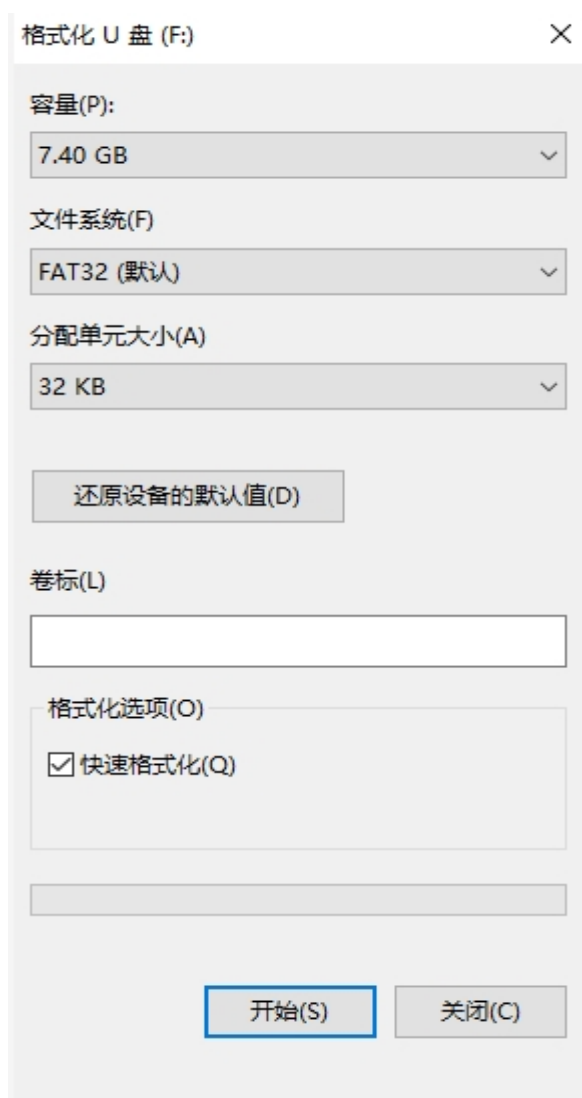 格式化 U 盘 (F:)
容量(P):
7.40 GB
文件系统(F)
FAT32 (默认)
分配单元大小(A)
32 KB
还原设备的默认值(D)
卷标(L)
格式化选项(O)
快速格式化(Q)
开始(S) 关闭(C)